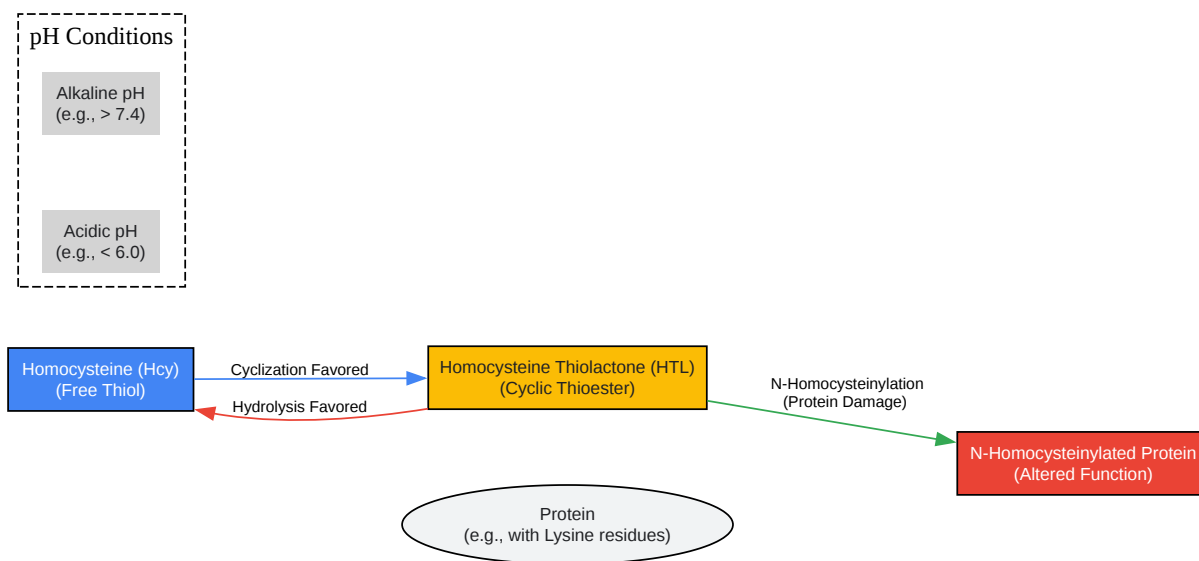 pH Conditions
Alkaline pH
(e.g., > 7.4)
Acidic pH
(e.g., < 6.0)
Homocysteine (Hcy)
(Free Thiol)
Cyclization Favored
Hydrolysis Favored
Homocysteine Thiolactone (HTL)
(Cyclic Thioester)
N-Homocysteinylation
(Protein Damage)
N-Homocysteinylated Protein
(Altered Function)
Protein
(e.g., with Lysine residues)